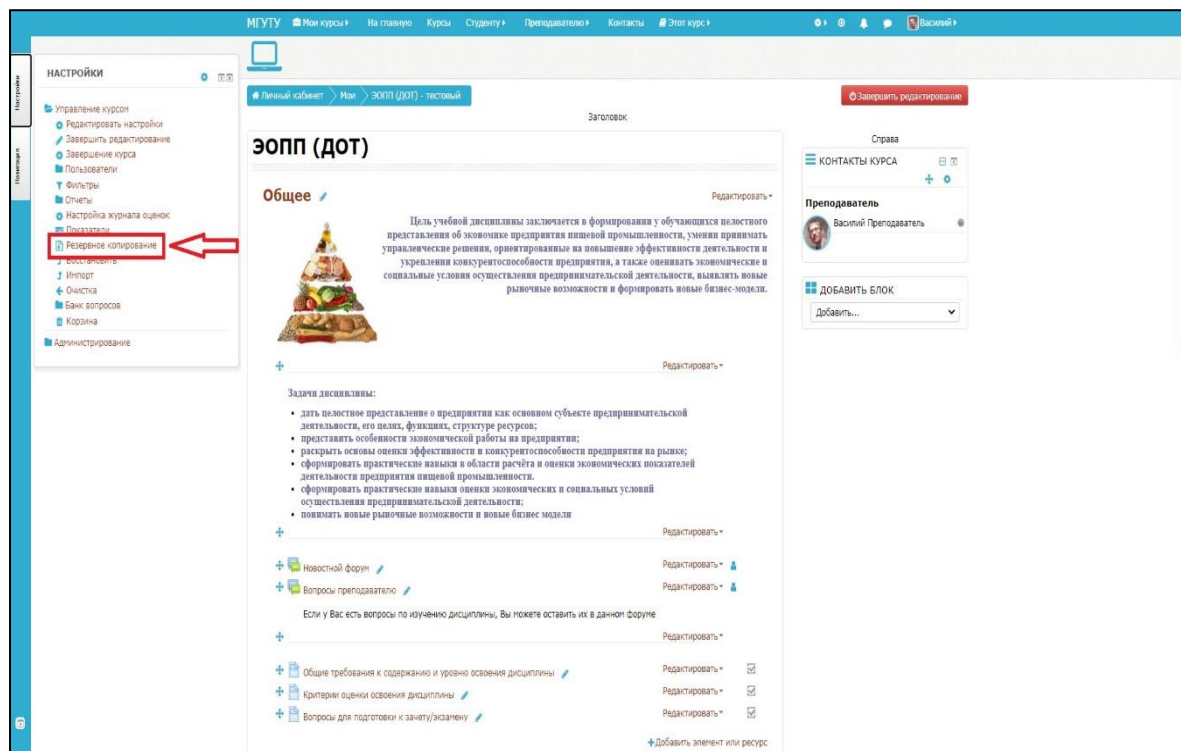 МГУТУ Мои курсы На главную Курсы Студенту Преподавателю Контакты Этот курс Василий
Настройки
Навигация
НАСТРОЙКИ
Управление курсом
Редактировать настройки
Завершить редактирование
Завершение курса
Пользователи
Фильтры
Отчеты
Настройка журнала оценок
Показатели
Резервное копирование
Восстановить
Импорт
Очистка
Банк вопросов
Корзина
Администрирование
Личный кабинет Мои ЭОПП (ДОТ) - тестовый
Завершить редактирование
Заголовок
ЭОПП (ДОТ)
Общее Редактировать
Цель учебной дисциплины заключается в формировании у обучающихся целостного
представления об экономике предприятия пищевой промышленности, умении принимать
управленческие решения, ориентированные на повышение эффективности деятельности и
укреплении конкурентоспособности предприятия, а также оценивать экономические и
социальные условия осуществления предпринимательской деятельности, выявлять новые
рыночные возможности и формировать новые бизнес-модели.
Редактировать
Задачи дисциплины:
• дать целостное представление о предприятии как основном субъекте предпринимательской
деятельности, его целях, функциях, структуре ресурсов;
• представить особенности экономической работы на предприятии;
• раскрыть основы оценки эффективности и конкурентоспособности предприятия на рынке;
• сформировать практические навыки в области расчёта и оценки экономических показателей
деятельности предприятия пищевой промышленности.
• сформировать практические навыки оценки экономических и социальных условий
осуществления предпринимательской деятельности;
• понимать новые рыночные возможности и новые бизнес модели
Редактировать
Новостной форум Редактировать
Вопросы преподавателю Редактировать
Если у Вас есть вопросы по изучению дисциплины, Вы можете оставить их в данном форуме
Редактировать
Общие требования к содержанию и уровню освоения дисциплины Редактировать
Критерии оценки освоения дисциплины Редактировать
Вопросы для подготовки к зачету/экзамену Редактировать
Добавить элемент или ресурс
Справа
КОНТАКТЫ КУРСА
Преподаватель
Василий Преподаватель
ДОБАВИТЬ БЛОК
Добавить...